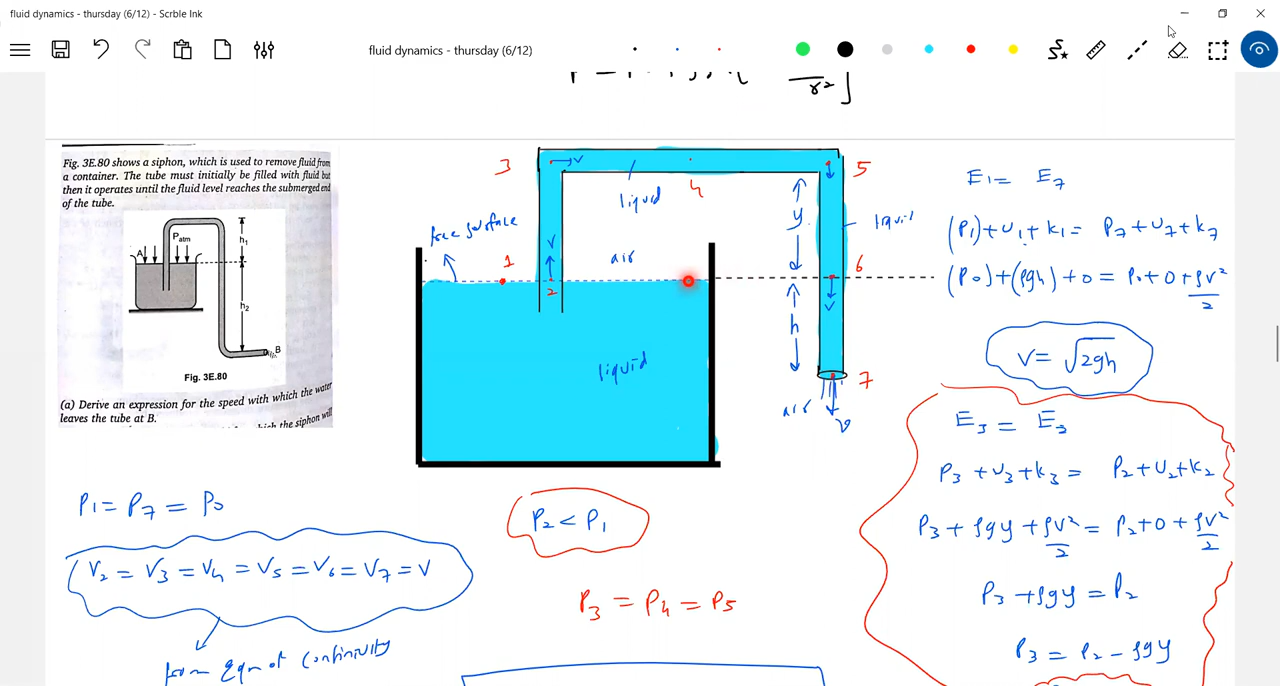 fluid dynamics - thursday (6/12) - Scrble Ink
fluid dynamics - thursday (6/12)
Fig. 3E.80 shows a siphon, which is used to remove fluid from
a container. The tube must initially be filled with fluid but
then it operates until the fluid level reaches the submerged end
of the tube.
A
Patm
h1
h2
B
Fig. 3E.80
(a) Derive an expression for the speed with which the water
leaves the tube at B.
which the siphon will
3
v
4
5
liquid
y
liquid
free surface
1
v
air
2
6
v
h
liquid
7
air
v
E1 = E7
(P1) + U1 + K1 = P7 + U7 + K7
(P0) + (ρgh) + 0 = P0 + 0 + ρv²/2
v = √2gh
E3 = E2
P3 + U3 + K3 = P2 + U2 + K2
P3 + ρgy + ρv²/2 = P2 + 0 + ρv²/2
P3 + ρgy = P2
P3 = P2 - ρgy
P1 = P7 = P0
V2 = V3 = V4 = V5 = V6 = V7 = V
from Eqn of Continuity
P2 < P1
P3 = P4 = P5